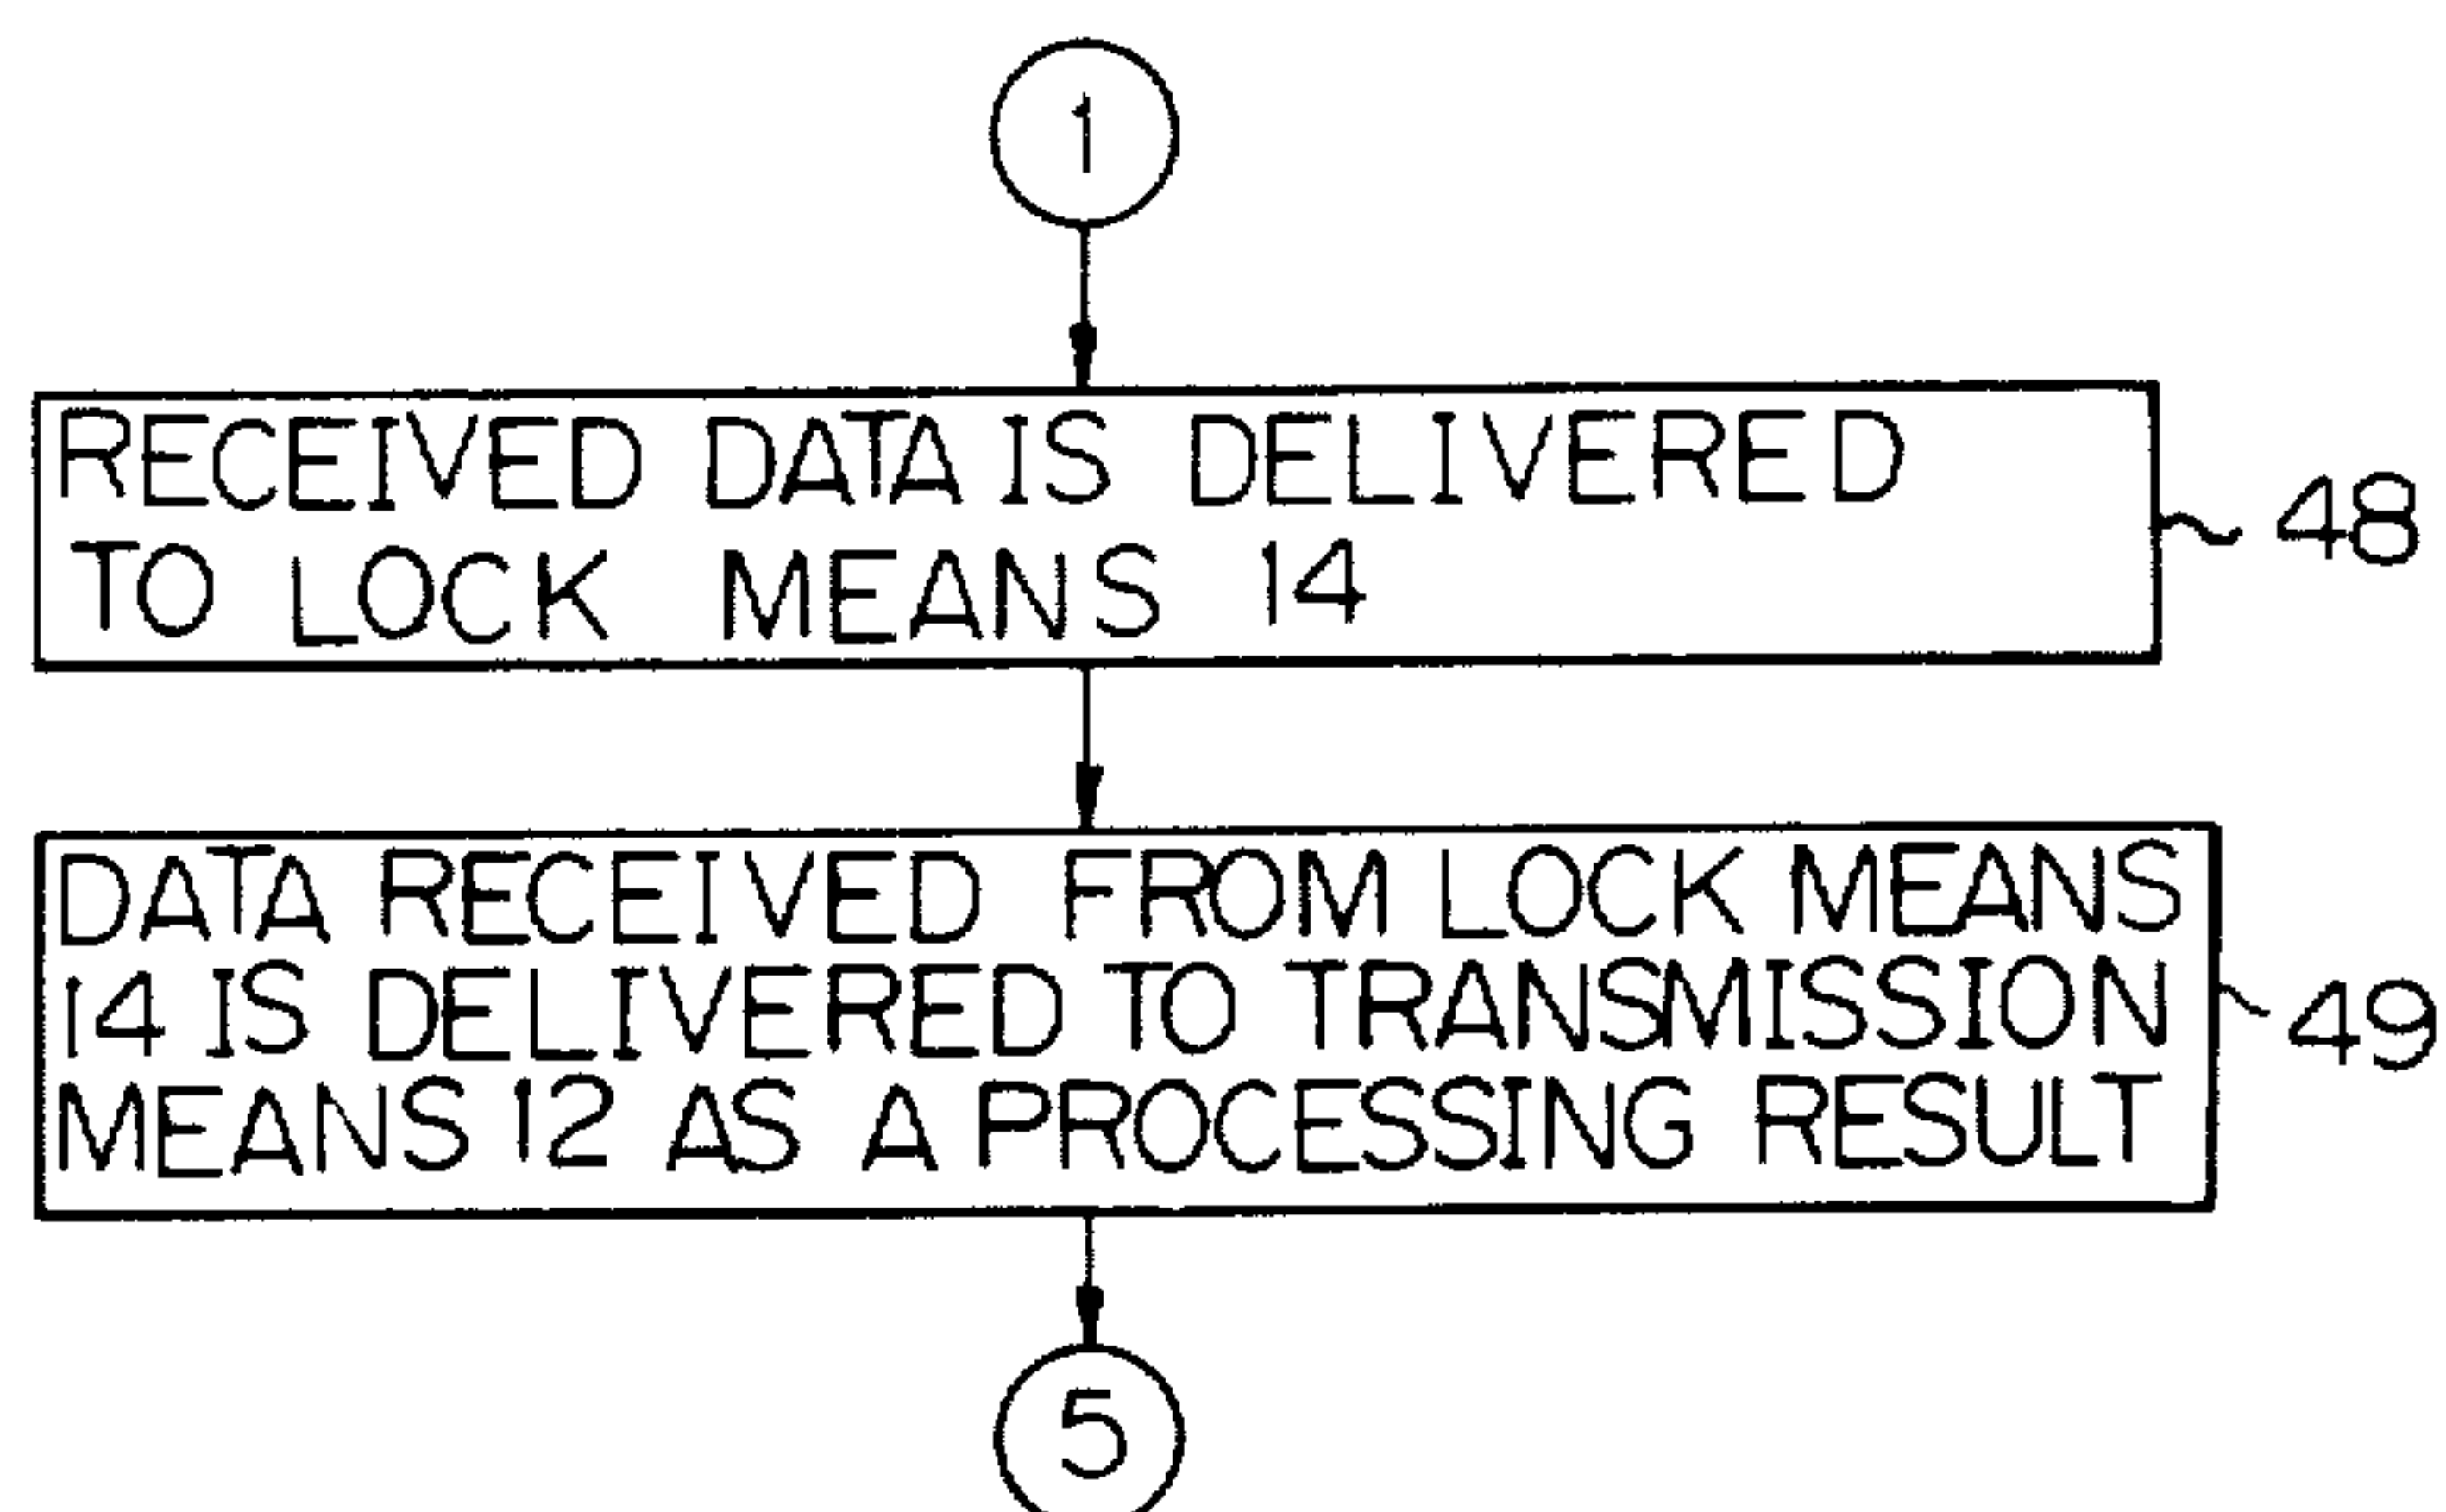 1
RECEIVED DATA IS DELIVERED
TO LOCK MEANS 14
48
DATA RECEIVED FROM LOCK MEANS
14 IS DELIVERED TO TRANSMISSION
MEANS 12 AS A PROCESSING RESULT
49
5